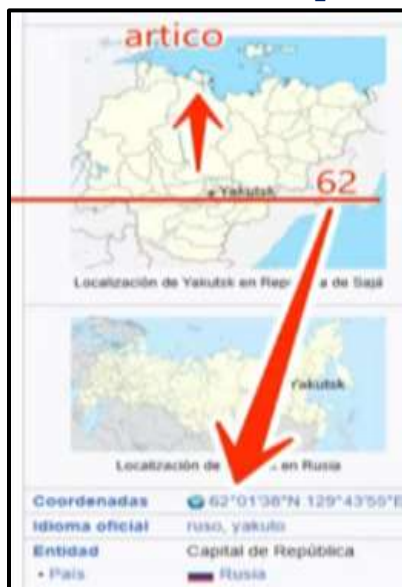 artico
Yakutsk
62
Localización de Yakutsk en Rep a de Sajá
Yakutsk
Localización de en Rusia
Coordenadas 62°01'38"N 129°43'55"E
Idioma oficial ruso, yakuto
Entidad Capital de República
• País Rusia